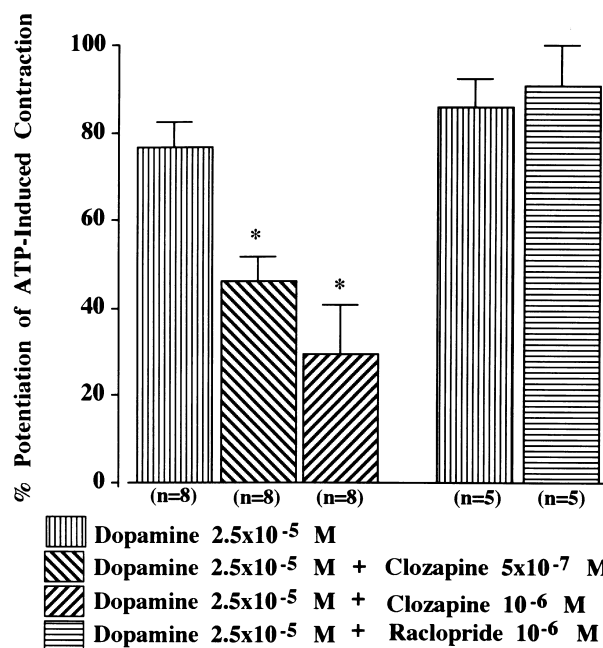 % Potentiation of ATP-Induced Contraction
100
80
60
40
20
0
*
*
(n=8) (n=8) (n=8) (n=5) (n=5)
Dopamine 2.5x10⁻⁵ M
Dopamine 2.5x10⁻⁵ M + Clozapine 5x10⁻⁷ M
Dopamine 2.5x10⁻⁵ M + Clozapine 10⁻⁶ M
Dopamine 2.5x10⁻⁵ M + Raclopride 10⁻⁶ M